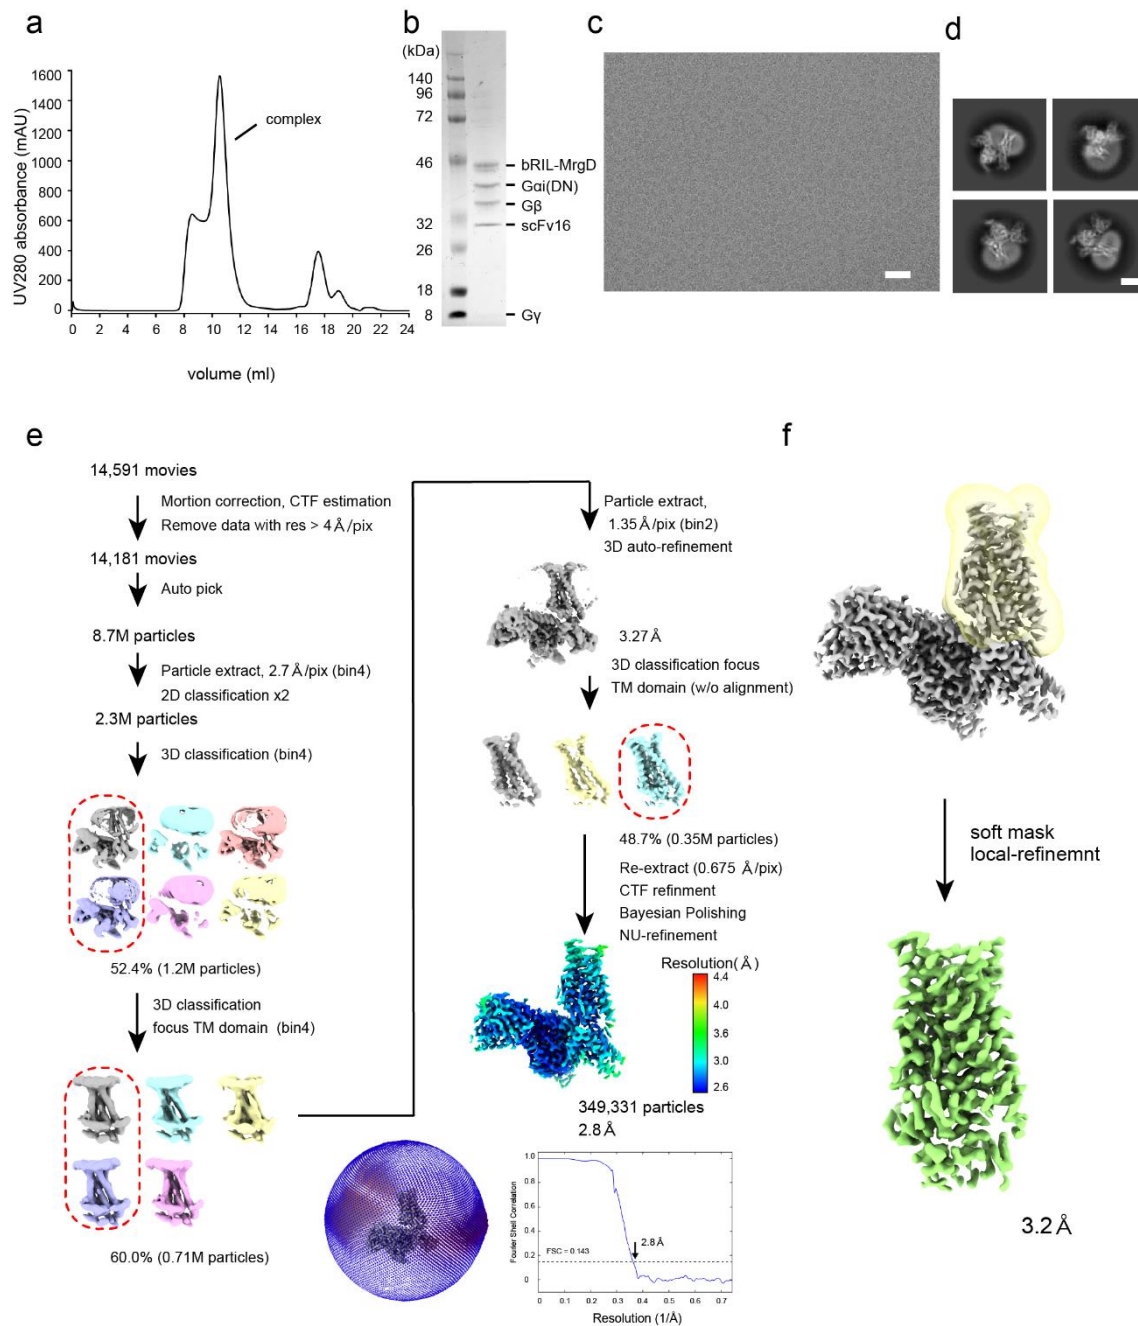 a
UV280 absorbance (mAU)
1600
1400
1200
1000
800
600
400
200
0
complex
0 2 4 6 8 10 12 14 16 18 20 22 24
volume (ml)
b
(kDa)
140
96
72
46
32
26
18
8
bRIL-MrgD
Gαi(DN)
Gβ
scFv16
Gγ
c
d
e
14,591 movies
Mortion correction, CTF estimation
Remove data with res > 4Å/pix
14,181 movies
Auto pick
8.7M particles
Particle extract, 2.7Å/pix (bin4)
2D classification x2
2.3M particles
3D classification (bin4)
52.4% (1.2M particles)
3D classification
focus TM domain (bin4)
60.0% (0.71M particles)
Particle extract,
1.35Å/pix (bin2)
3D auto-refinement
3.27Å
3D classification focus
TM domain (w/o alignment)
48.7% (0.35M particles)
Re-extract (0.675 Å/pix)
CTF refinment
Bayesian Polishing
NU-refinement
Resolution(Å)
4.4
4.0
3.6
3.0
2.6
349,331 particles
2.8Å
Fourier Shell Correlation
1.0
0.8
0.6
0.4
0.2
0
FSC = 0.143
2.8Å
0 0.1 0.2 0.3 0.4 0.5 0.6 0.7
Resolution (1/Å)
f
soft mask
local-refinemnt
3.2Å